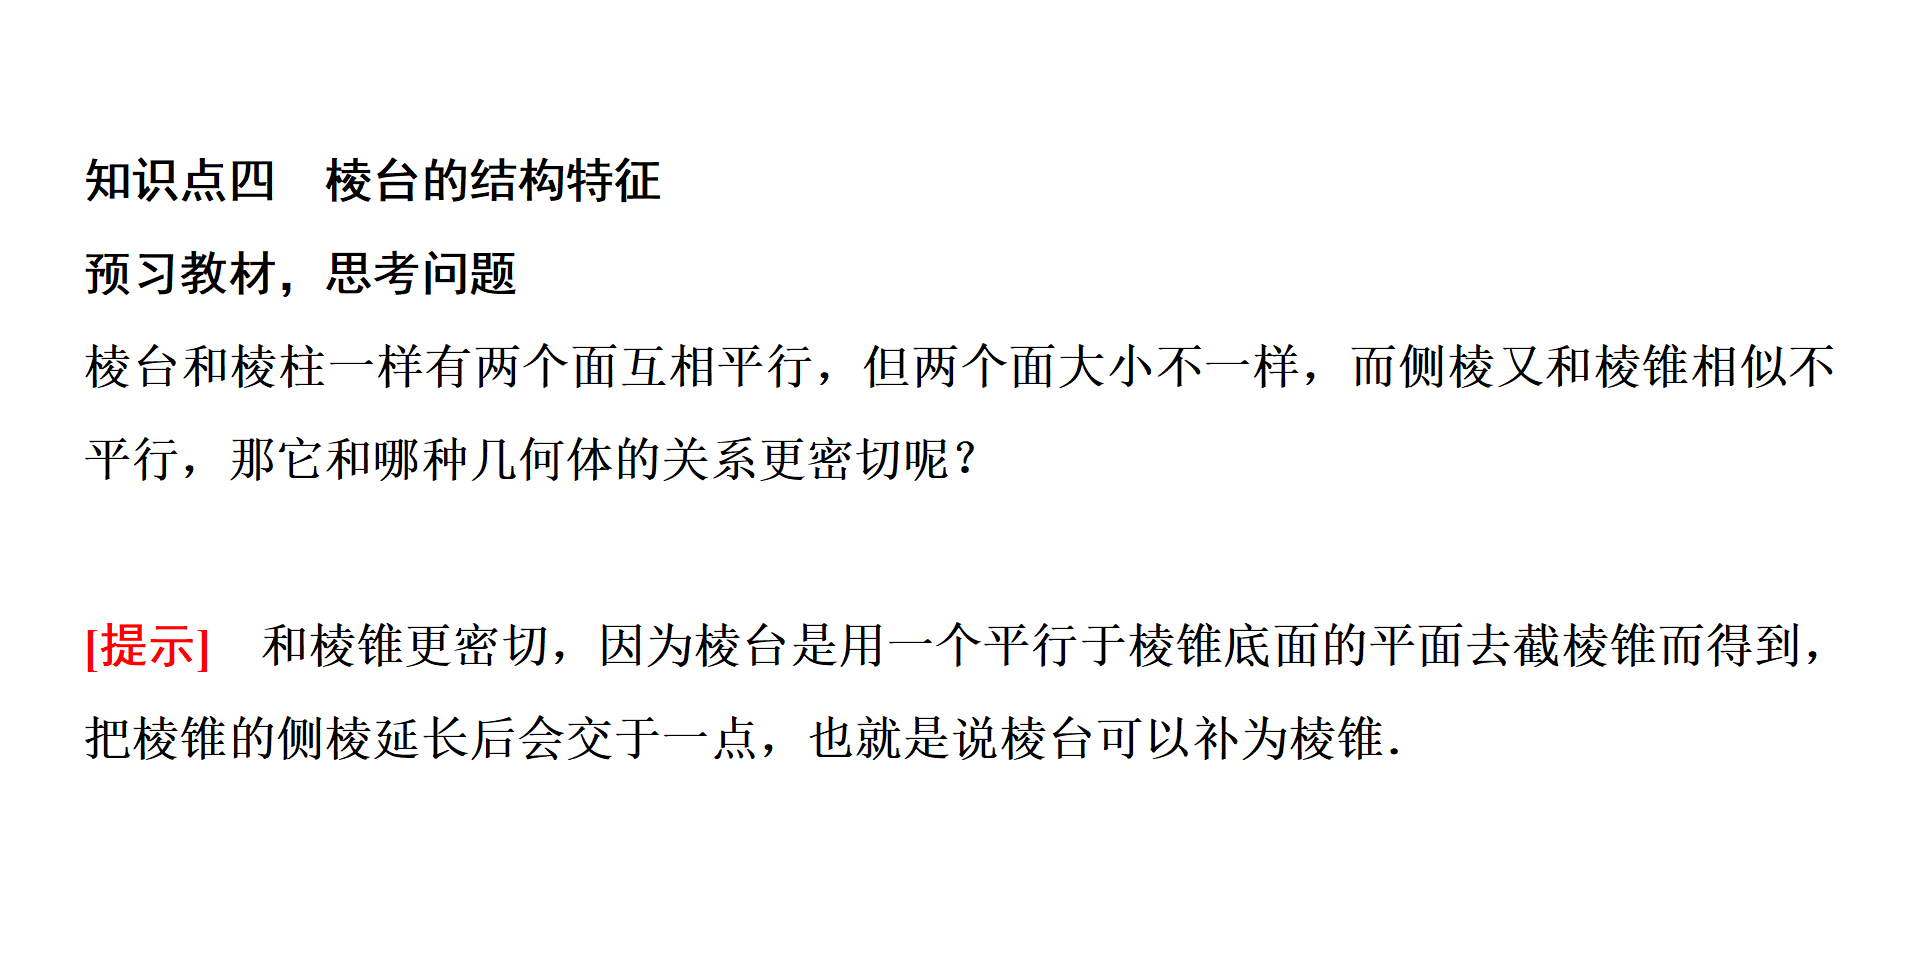 知识点四　棱台的结构特征
预习教材，思考问题
棱台和棱柱一样有两个面互相平行，但两个面大小不一样，而侧棱又和棱锥相似不
平行，那它和哪种几何体的关系更密切呢？
[提示]　和棱锥更密切，因为棱台是用一个平行于棱锥底面的平面去截棱锥而得到，
把棱锥的侧棱延长后会交于一点，也就是说棱台可以补为棱锥．